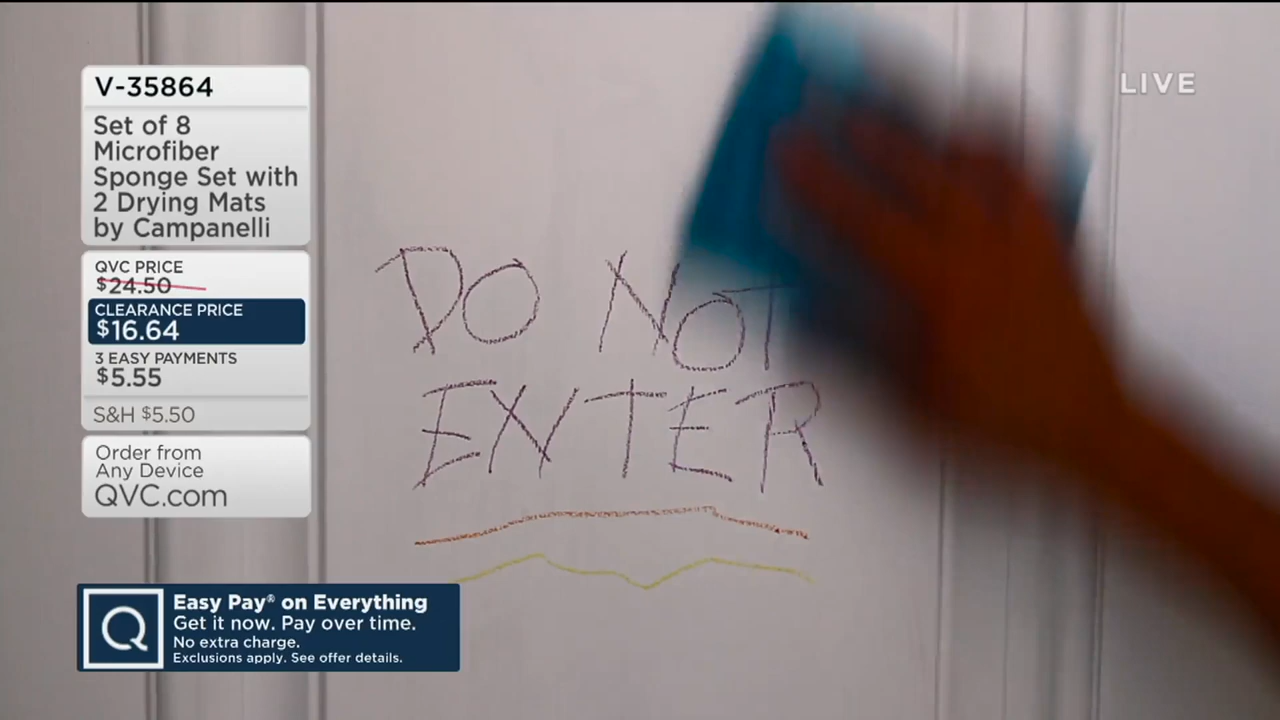 V-35864
Set of 8
Microfiber
Sponge Set with
2 Drying Mats
by Campanelli
QVC PRICE
$24.50
CLEARANCE PRICE
$16.64
3 EASY PAYMENTS
$5.55
S&H $5.50
Order from
Any Device
QVC.com
LIVE
DO NOT
ENTER
Q
Easy Pay® on Everything
Get it now. Pay over time.
No extra charge.
Exclusions apply. See offer details.